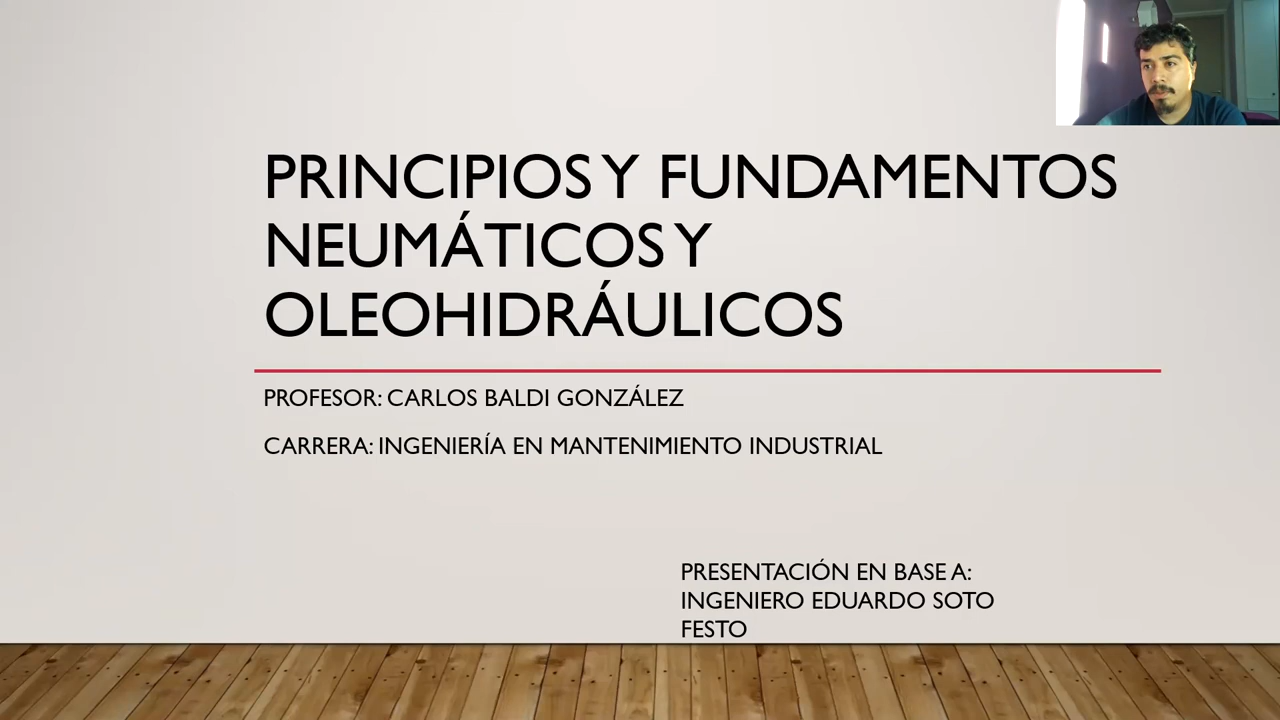 PRINCIPIOS Y FUNDAMENTOS
NEUMÁTICOS Y
OLEOHIDRÁULICOS
PROFESOR: CARLOS BALDI GONZÁLEZ
CARRERA: INGENIERÍA EN MANTENIMIENTO INDUSTRIAL
PRESENTACIÓN EN BASE A:
INGENIERO EDUARDO SOTO
FESTO